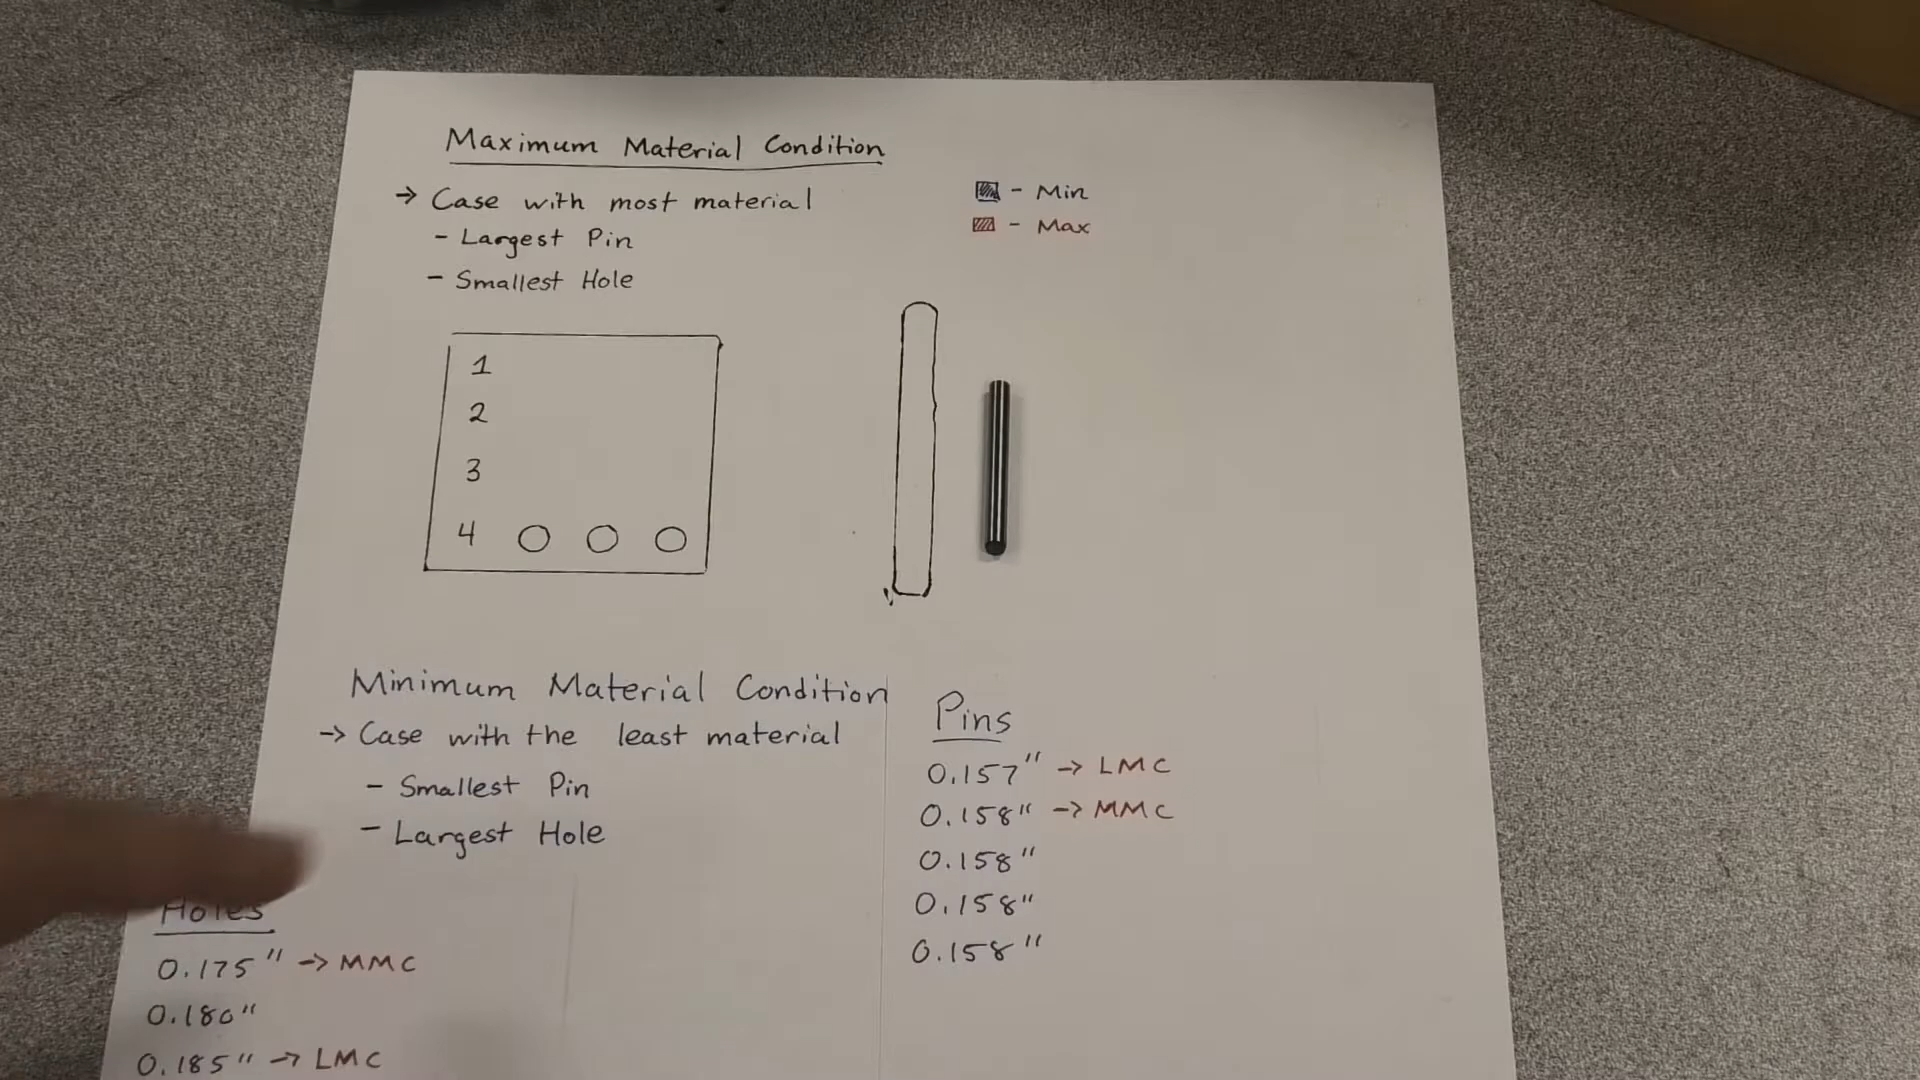 Maximum Material Condition
→ Case with most material
- Largest Pin
- Smallest Hole
- Min
- Max
1
2
3
4
Minimum Material Condition
→ Case with the least material
- Smallest Pin
- Largest Hole
Pins
0.157" → LMC
0.158" → MMC
0.158"
0.158"
0.158"
Holes
0.175" → MMC
0.180"
0.185" → LMC